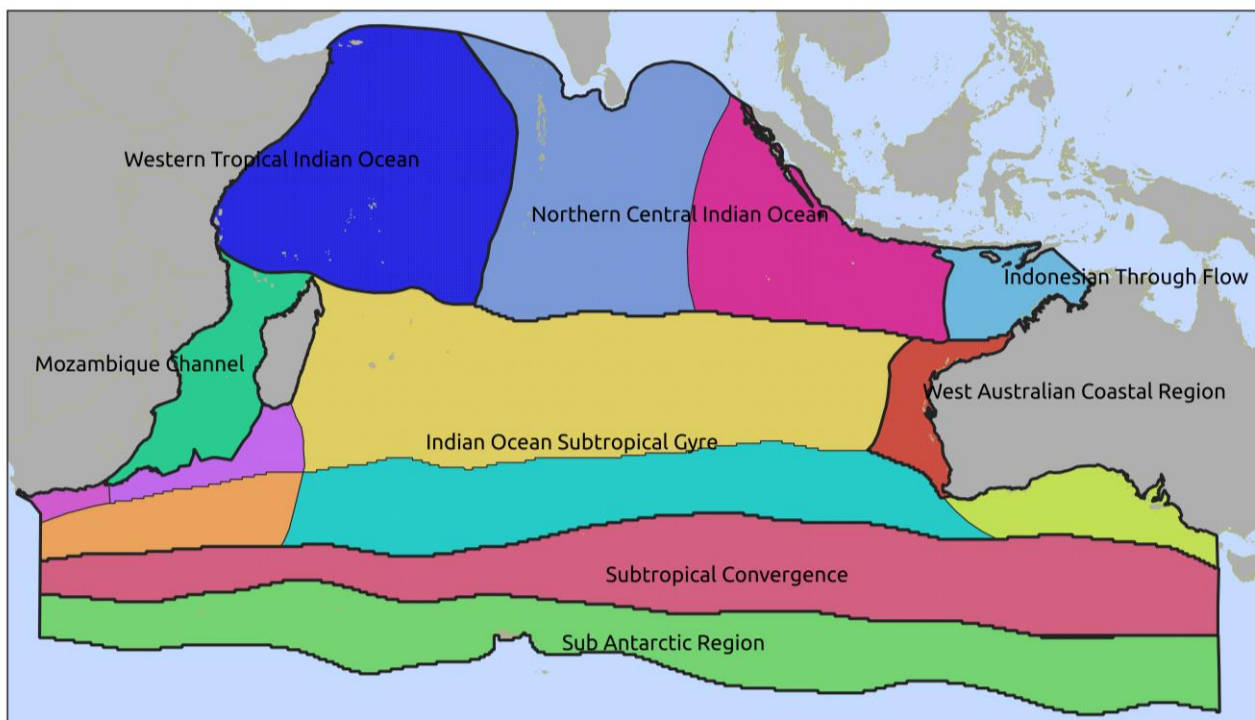 Western Tropical Indian Ocean
Northern Central Indian Ocean
Indonesian Through Flow
Mozambique Channel
West Australian Coastal Region
Indian Ocean Subtropical Gyre
Subtropical Convergence
Sub Antarctic Region